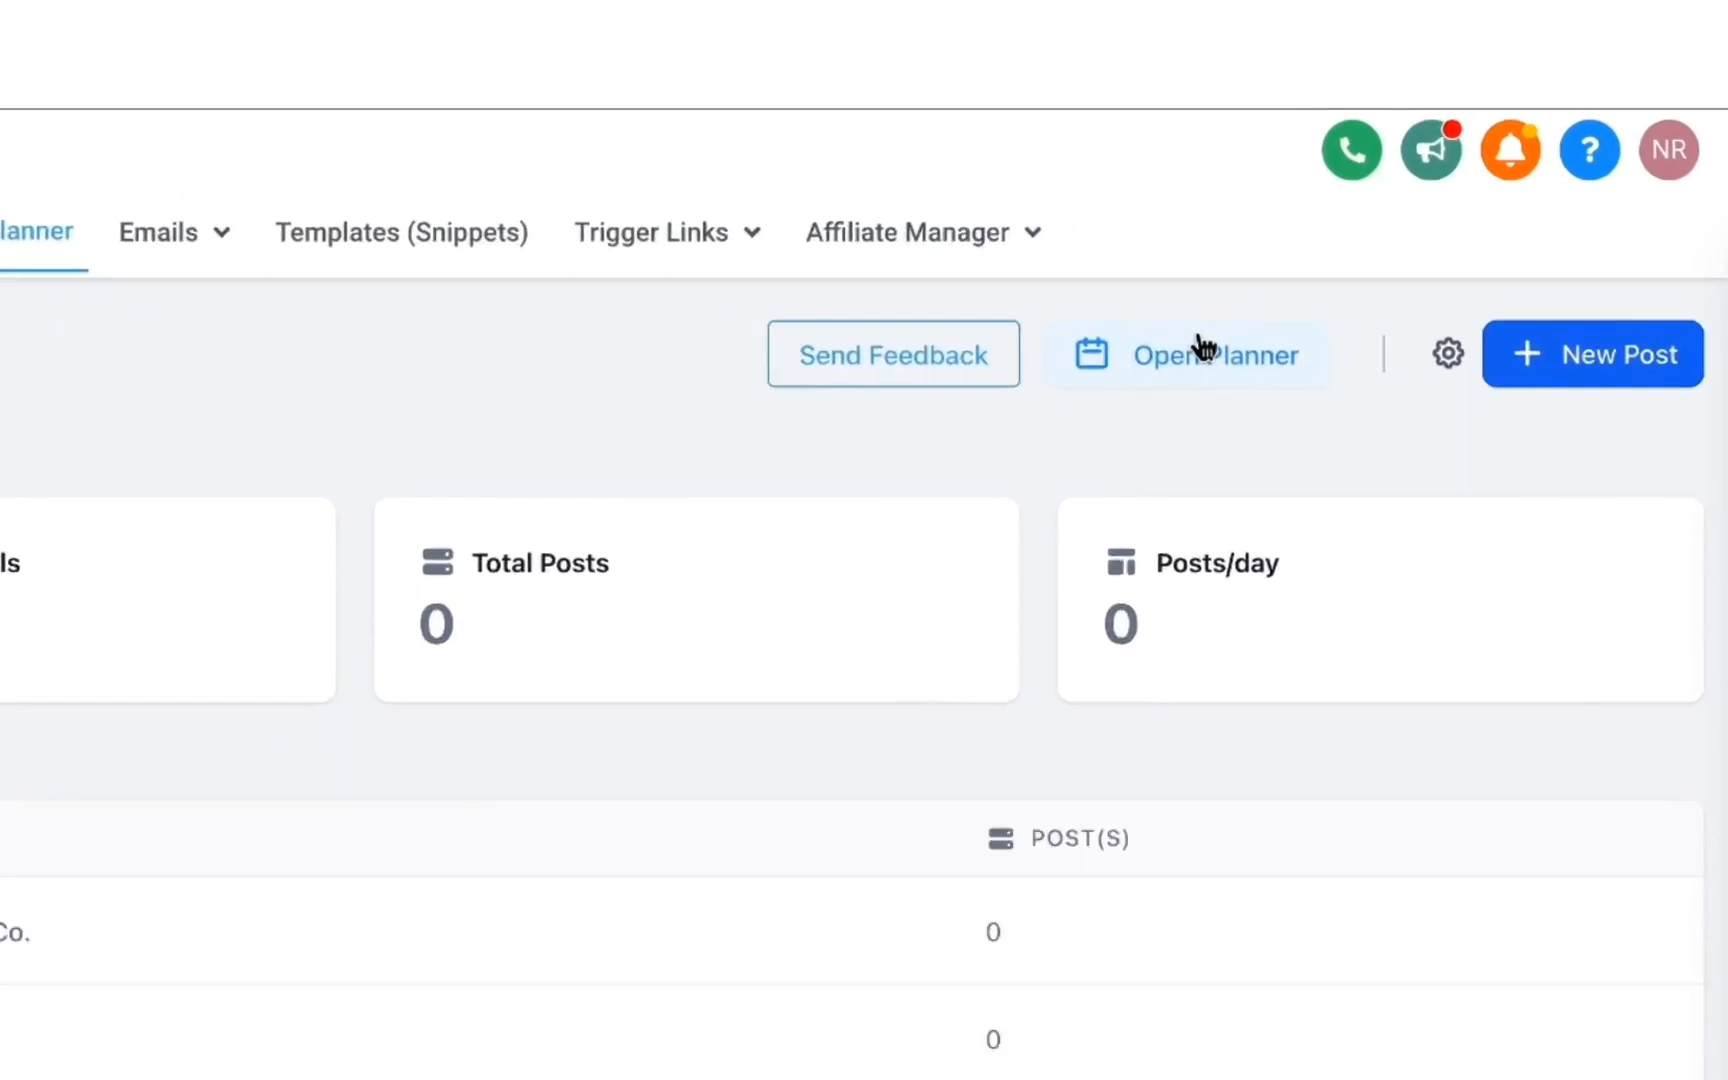 NR
lanner Emails Templates (Snippets) Trigger Links Affiliate Manager
Send Feedback Open Planner New Post
ls Total Posts Posts/day
0 0
POST(S)
Co. 0
0